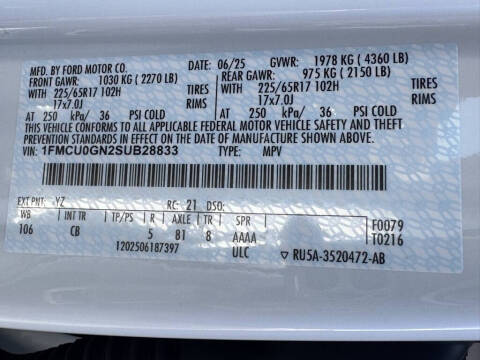 MFD. BY FORD MOTOR CO. DATE: 06/25 GVWR: 1978 KG ( 4360 LB)
FRONT GAWR: 1030 KG ( 2270 LB) REAR GAWR: 975 KG ( 2150 LB)
WITH 225/65R17 102H TIRES WITH 225/65R17 102H TIRES
17x7.0J RIMS 17x7.0J RIMS
AT 250 kPa/ 36 PSI COLD AT 250 kPa/ 36 PSI COLD
THIS VEHICLE CONFORMS TO ALL APPLICABLE FEDERAL MOTOR VEHICLE SAFETY AND THEFT
PREVENTION STANDARDS IN EFFECT ON THE DATE OF MANUFACTURE SHOWN ABOVE.
VIN: 1FMCU0GN2SUB28833 TYPE: MPV
EXT PNT: YZ RC: 21 DSO:
WB INT TR TP/PS R AXLE TR SPR F0079
106 CB 5 81 8 AAAA T0216
1202506187397 ULC ▽ RU5A-3520472-AB